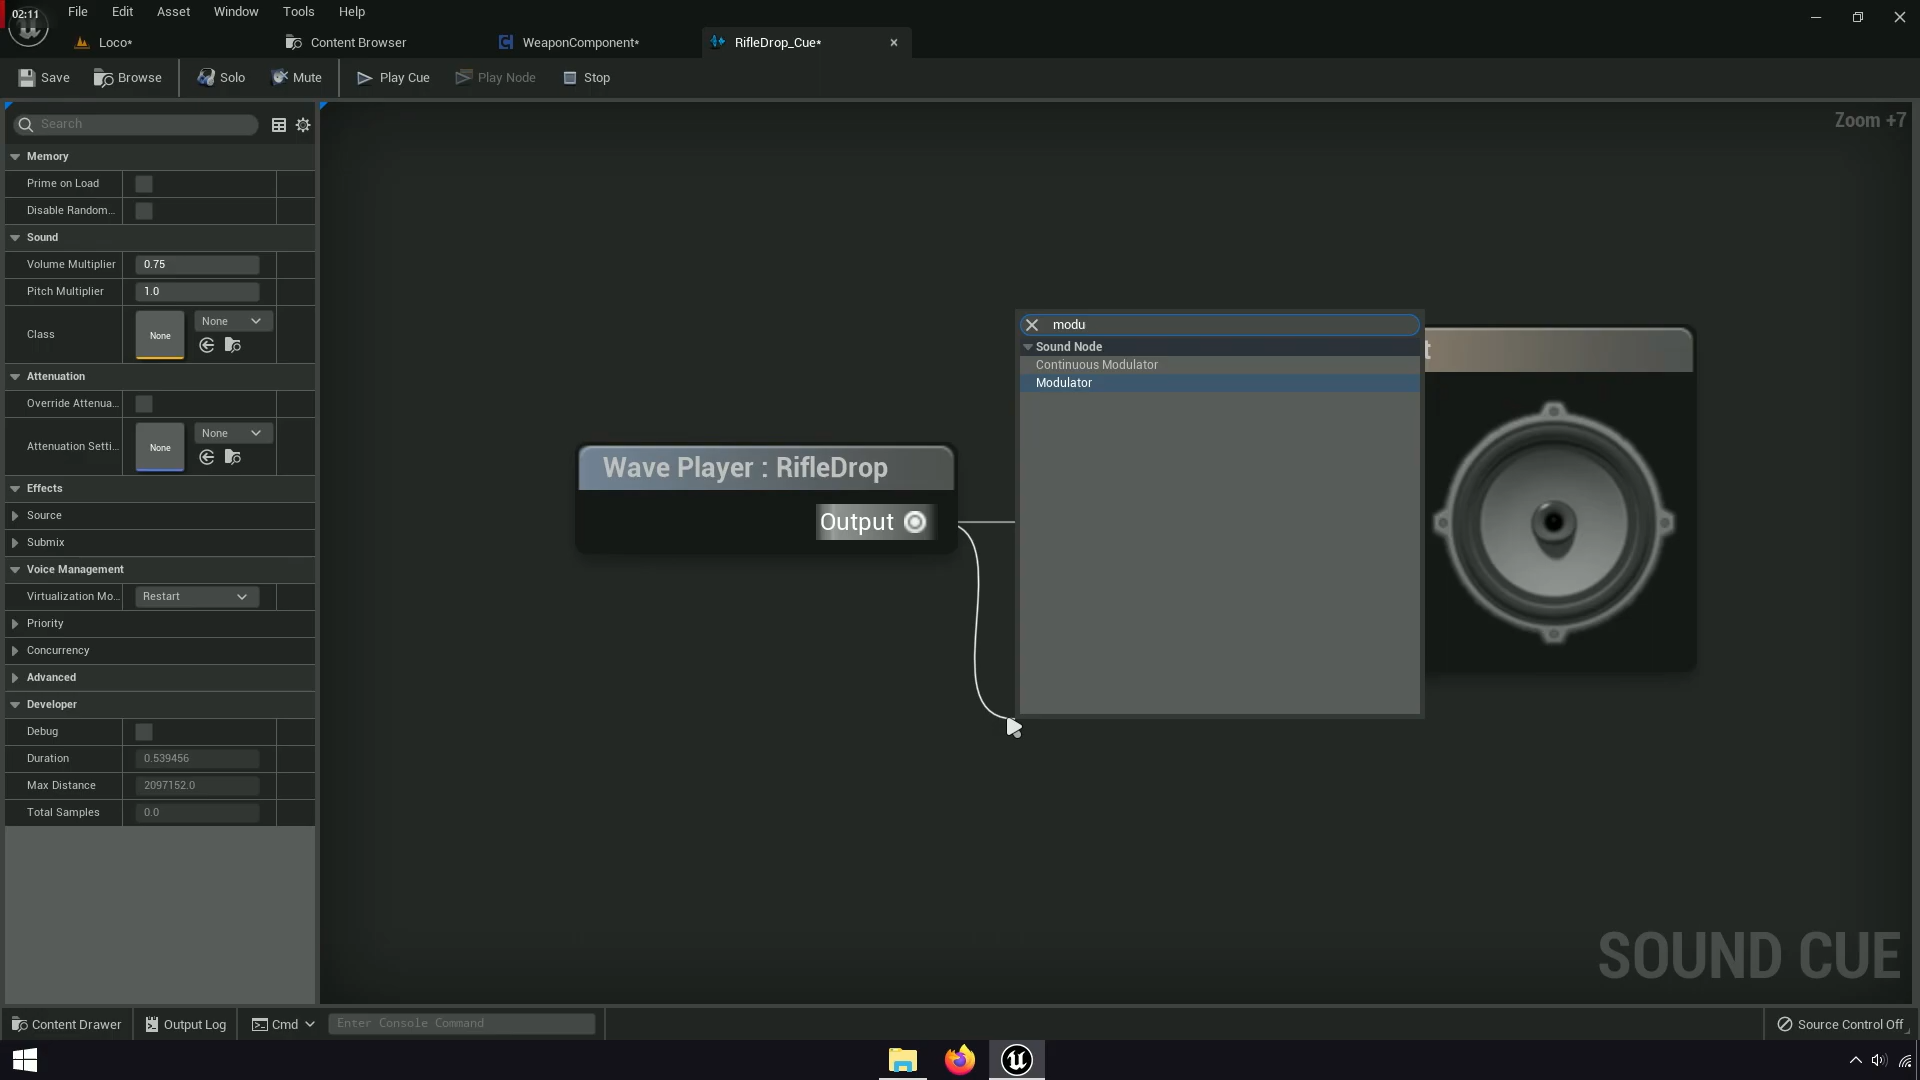 02:11
File Edit Asset Window Tools Help
Loco*
Content Browser
WeaponComponent*
RifleDrop_Cue*
Save Browse Solo Mute Play Cue Play Node Stop
Search
Zoom +7
Memory
Prime on Load
Disable Random...
Sound
Volume Multiplier 0.75
Pitch Multiplier 1.0
Class None None
Attenuation
Override Attenua...
Attenuation Setti... None None
Effects
Source
Submix
Voice Management
Virtualization Mo... Restart
Priority
Concurrency
Advanced
Developer
Debug
Duration 0.539456
Max Distance 2097152.0
Total Samples 0.0
Wave Player : RifleDrop
Output
modu
Sound Node
Continuous Modulator
Modulator
t
SOUND CUE
Content Drawer Output Log Cmd Enter Console Command Source Control Off